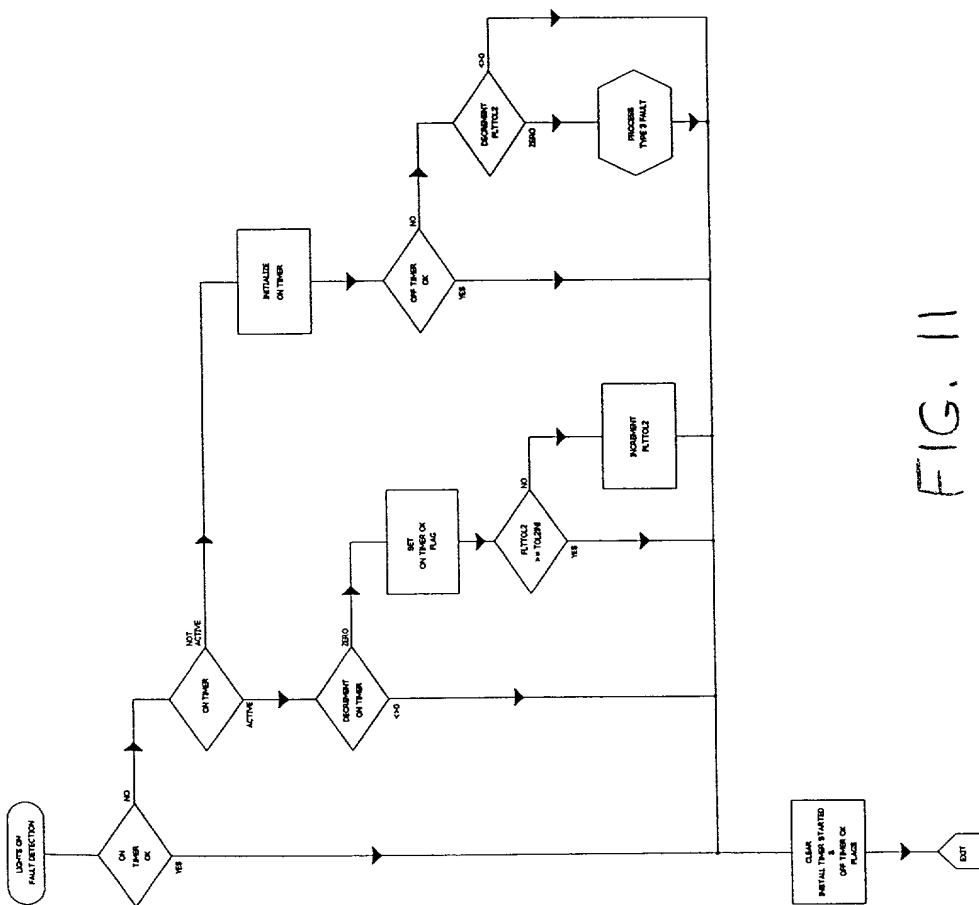 LIGHTS ON
FAULT DETECTION
ON
TIMER
OK
NO
YES
ON TIMER
NOT
ACTIVE
ACTIVE
DECREMENT
ON TIMER
ZERO
<>0
SET
ON TIMER OK
FLAG
FLTTOL2
>= TOL2INI
NO
YES
INCREMENT
FLTTOL2
INITIALIZE
ON TIMER
OFF TIMER
OK
NO
YES
DECREMENT
FLTTOL2
<>0
ZERO
PROCESS
TYPE 3 FAULT
CLEAR
INSTALL TIMER STARTED
&
OFF TIMER OK
FLAGS
EXIT
FIG. 11